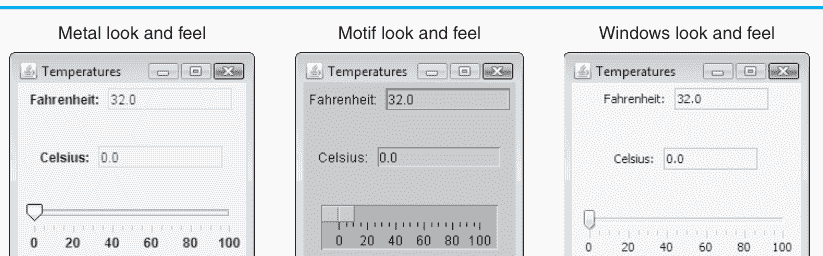 Metal look and feel
Temperatures
Fahrenheit: 32.0
Celsius: 0.0
0 20 40 60 80 100
Motif look and feel
Temperatures
Fahrenheit: 32.0
Celsius: 0.0
0 20 40 60 80 100
Windows look and feel
Temperatures
Fahrenheit: 32.0
Celsius: 0.0
0 20 40 60 80 100